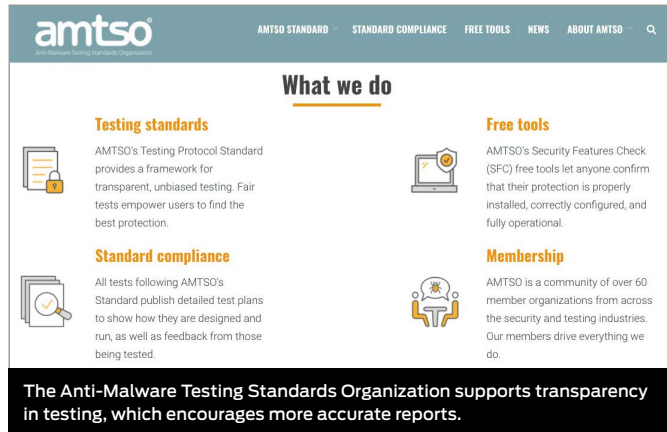 amtso®
Anti-Malware Testing Standards Organization
AMTSO STANDARD STANDARD COMPLIANCE FREE TOOLS NEWS ABOUT AMTSO
What we do
Testing standards
AMTSO's Testing Protocol Standard
provides a framework for
transparent, unbiased testing. Fair
tests empower users to find the
best protection.
Free tools
AMTSO's Security Features Check
(SFC) free tools let anyone confirm
that their protection is properly
installed, correctly configured, and
fully operational.
Standard compliance
All tests following AMTSO's
Standard publish detailed test plans
to show how they are designed and
run, as well as feedback from those
being tested.
Membership
AMTSO is a community of over 60
member organizations from across
the security and testing industries.
Our members drive everything we
do.
The Anti-Malware Testing Standards Organization supports transparency
in testing, which encourages more accurate reports.